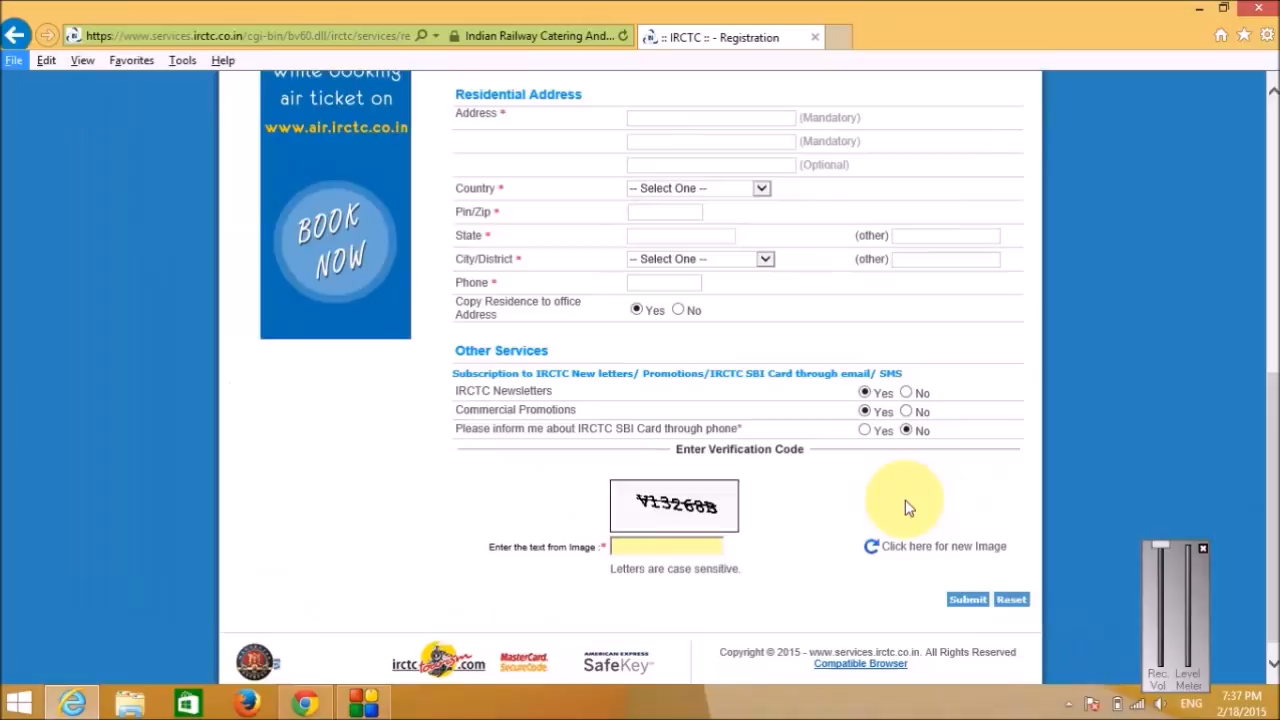 https://www.services.irctc.co.in/cgi-bin/bv60.dll/irctc/services/re
Indian Railway Catering And...
:: IRCTC :: - Registration
File Edit View Favorites Tools Help
while booking
air ticket on
www.air.irctc.co.in
BOOK
NOW
Residential Address
Address * (Mandatory)
(Mandatory)
(Optional)
Country * -- Select One --
Pin/Zip *
State * (other)
City/District * -- Select One -- (other)
Phone *
Copy Residence to office
Address
Yes No
Other Services
Subscription to IRCTC New letters/ Promotions/IRCTC SBI Card through email/ SMS
IRCTC Newsletters Yes No
Commercial Promotions Yes No
Please inform me about IRCTC SBI Card through phone* Yes No
Enter Verification Code
V13268B
Enter the text from Image :*
Click here for new Image
Letters are case sensitive.
Submit Reset
irctc tourism .com
MasterCard.
SecureCode.
AMERICAN EXPRESS
SafeKey
Copyright © 2015 - www.services.irctc.co.in. All Rights Reserved
Compatible Browser
Rec. Level
Vol Meter
ENG
7:37 PM
2/18/2015